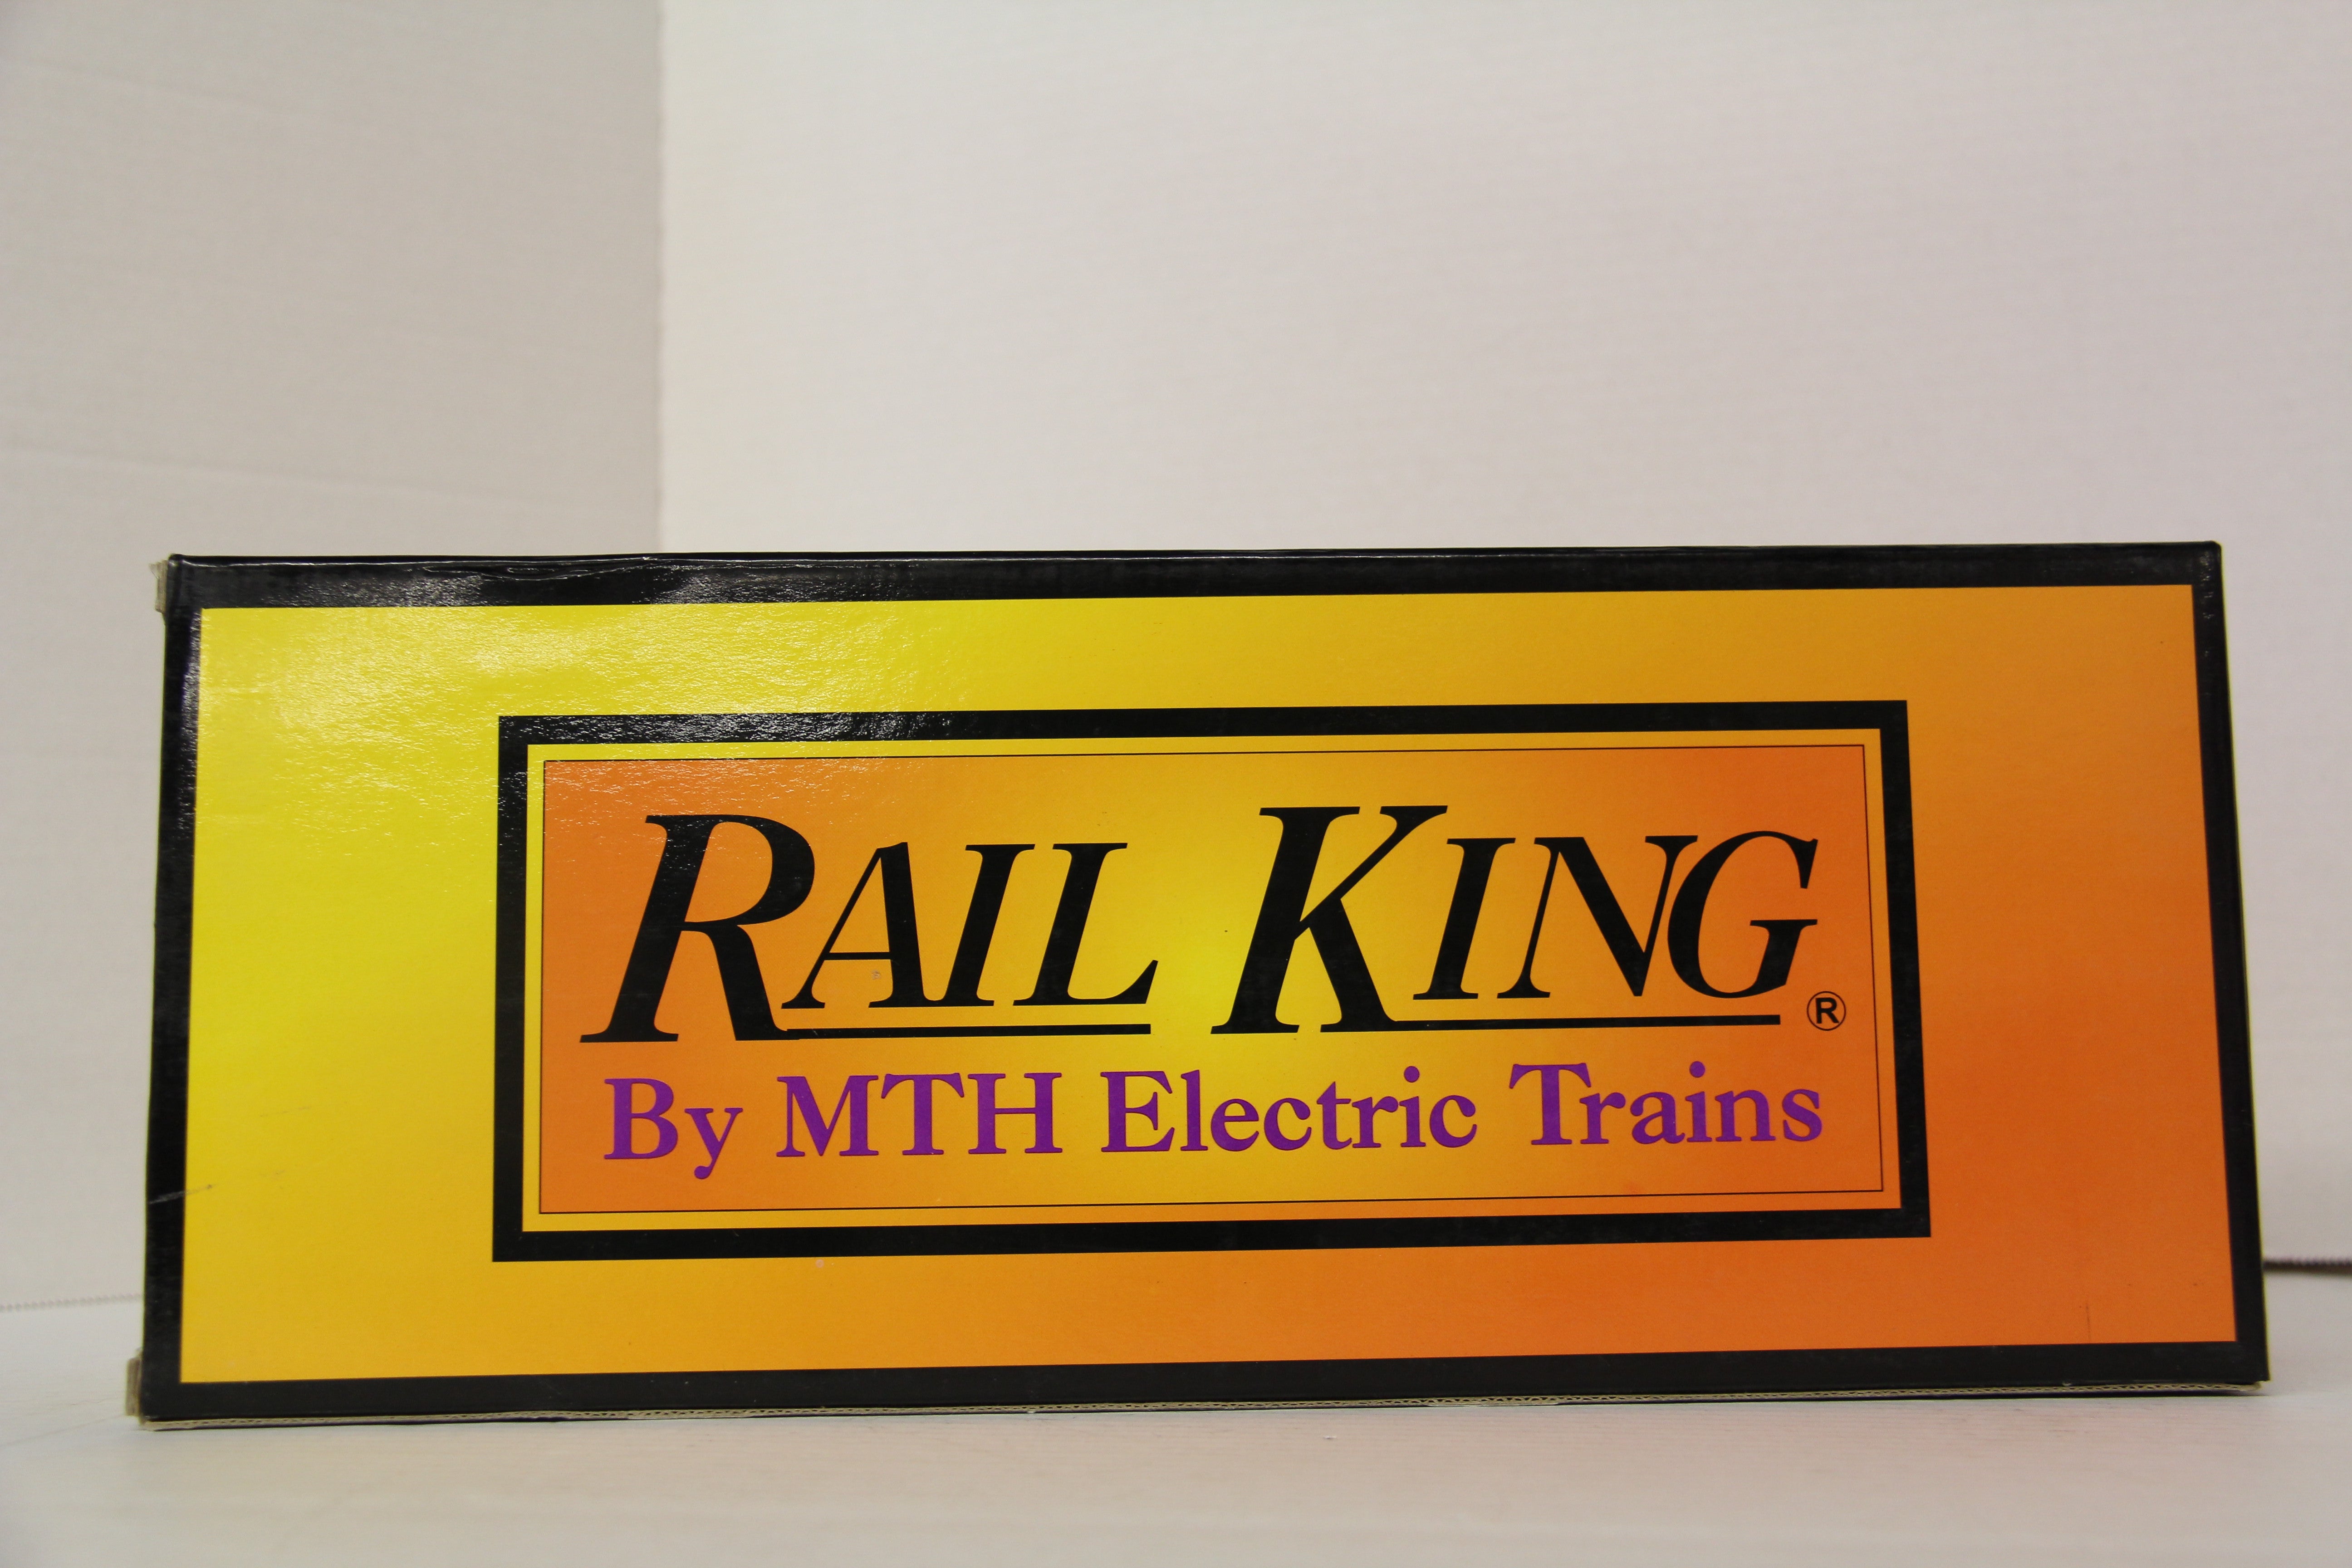 RAIL KING®
By MTH Electric Trains